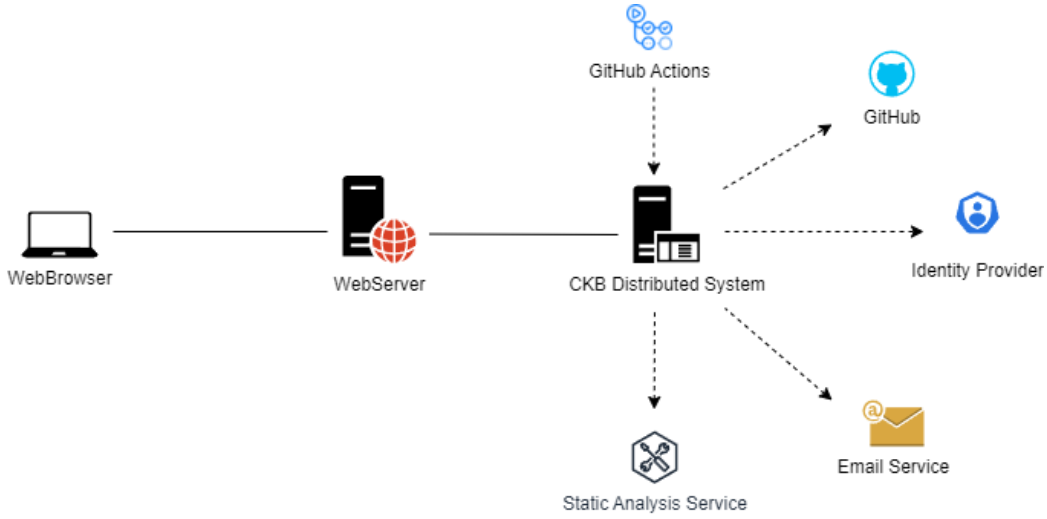 GitHub Actions
GitHub
WebBrowser
WebServer
CKB Distributed System
Identity Provider
@
Email Service
Static Analysis Service